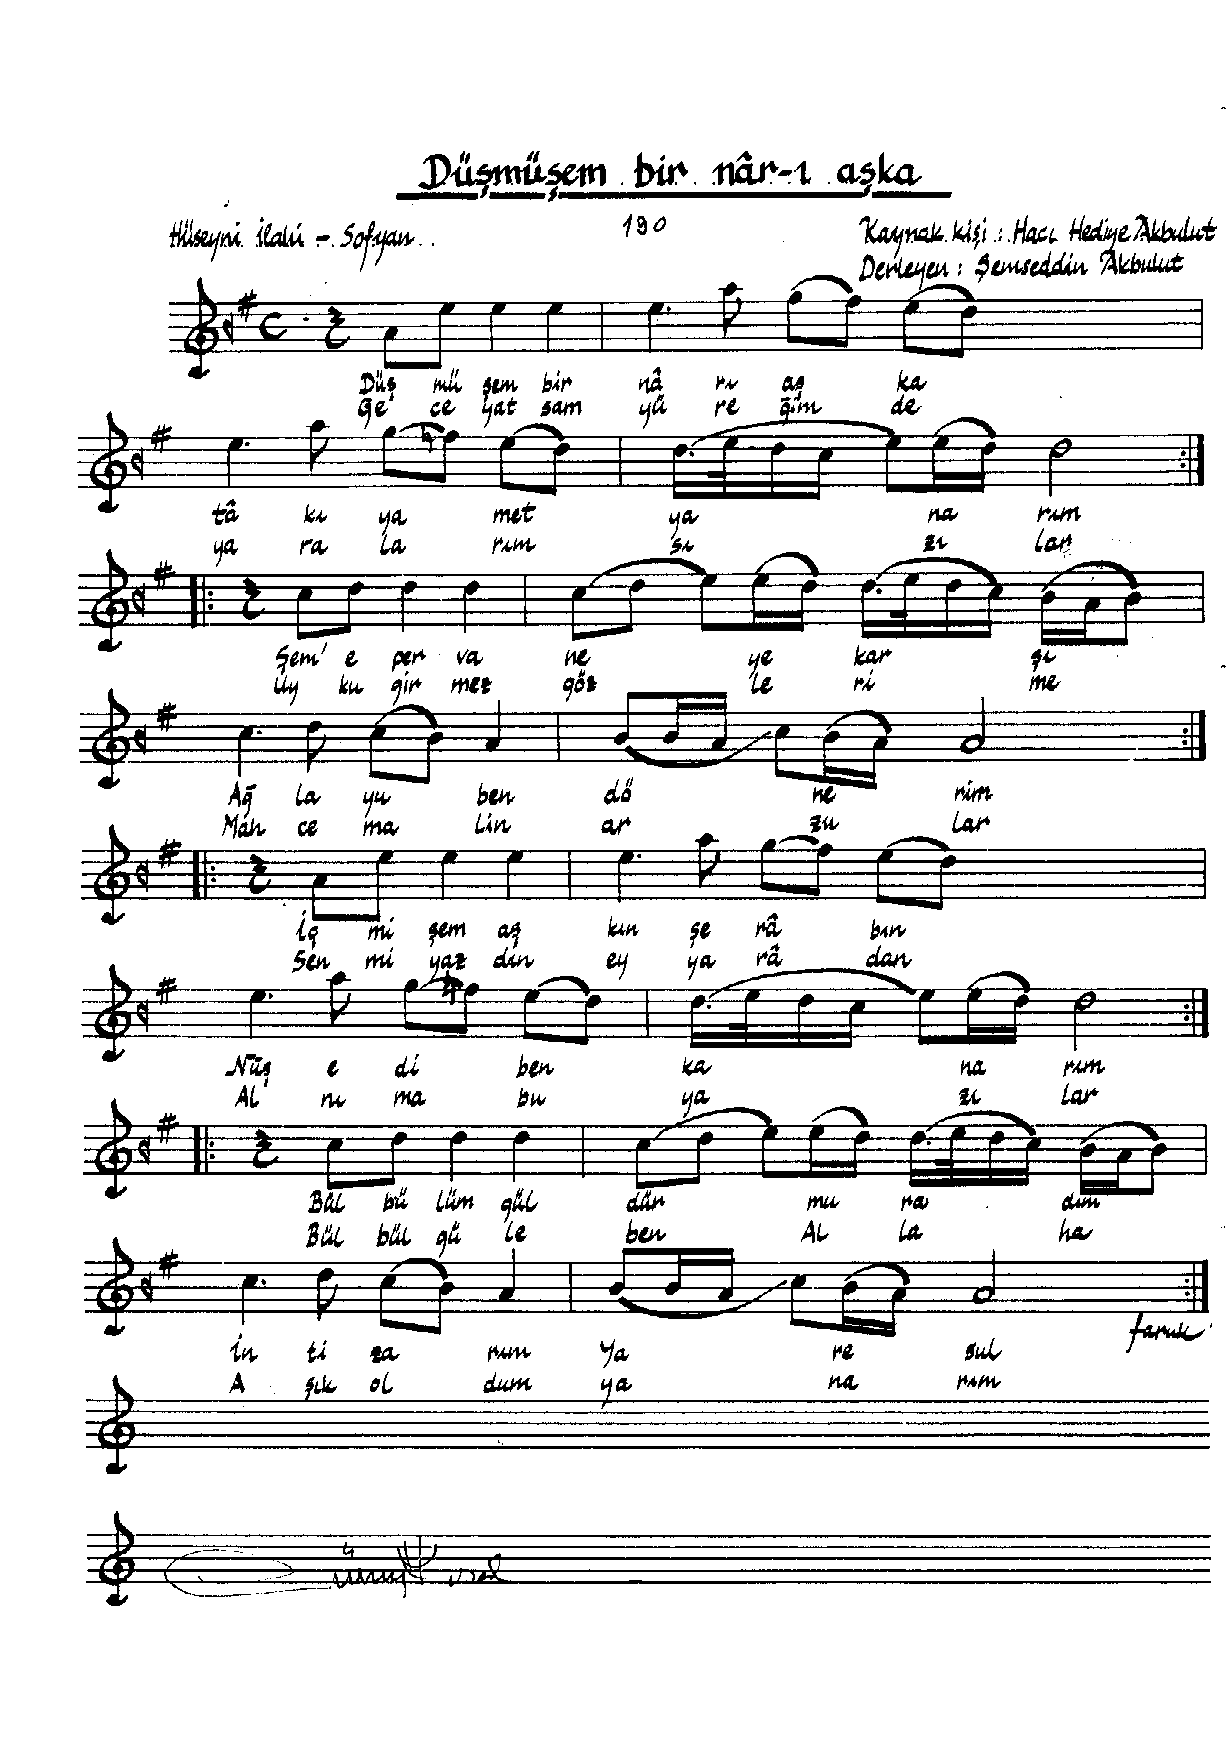 Düşmüşem bir nâr-ı aşka
Hüseyni İlahi - Sofyan
190
Kaynak kişi : Hacı Hediye Akbulut
Derleyen : Şemseddin Akbulut
Düş mü şem bir nâ rı aş ka
Ge ce yat sam yü re ğim de
tâ kı ya met ya na rım
ya ra la rım sı zı lar
Şem' e per va ne ye kar şı
Uy ku gir mez göz le ri me
Ağ la yu ben dö ne rim
Mâh ce ma lin ar zu lar
İç mi şem aş kın şe râ bın
Sen mi yaz dın ey ya râ dan
Nûş e di ben ka na rım
Al nı ma bu ya zı lar
Bül bü lüm gül dür mu ra dım
Bül bül gü le ben Al la ha
İn ti za rım Ya re sul
A şık ol dum ya na rım
faruk